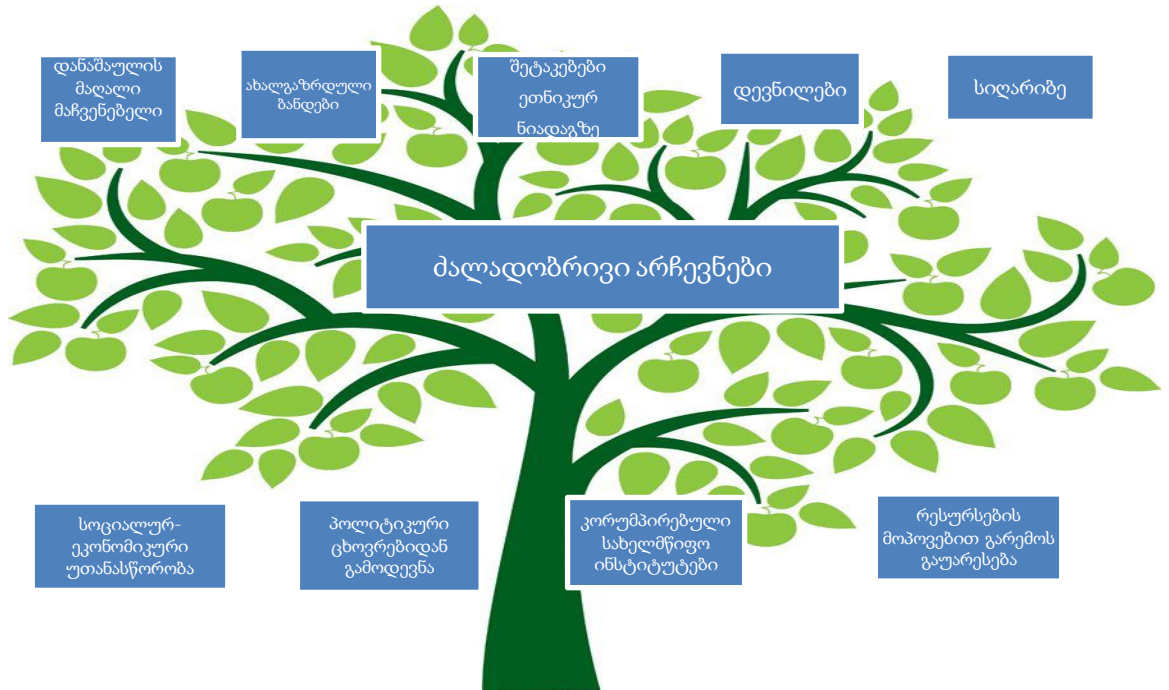 დანაშაულის
მაღალი
მაჩვენებელი
ახალგაზრდული
ბანდები
შეტაკებები
ეთნიკურ
ნიადაგზე
დევნილები
სიღარიბე
ძალადობრივი არჩევნები
სოციალურ-
ეკონომიკური
უთანასწორობა
პოლიტიკური
ცხოვრებიდან
გამოდევნა
კორუმპირებული
სახელმწიფო
ინსტიტუტები
რესურსების
მოპოვებით გარემოს
გაუარესება